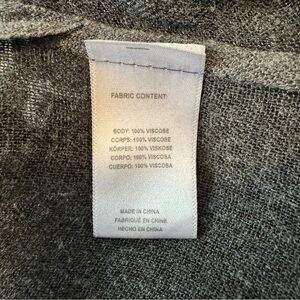 FABRIC CONTENT:
BODY: 100% VISCOSE
CORPS: 100% VISCOSE
KÖRPER: 100% VISKOSE
CORPO: 100% VISCOSA
CUERPO: 100% VISCOSA
MADE IN CHINA
FABRIQUÉ EN CHINE
HECHO EN CHINA